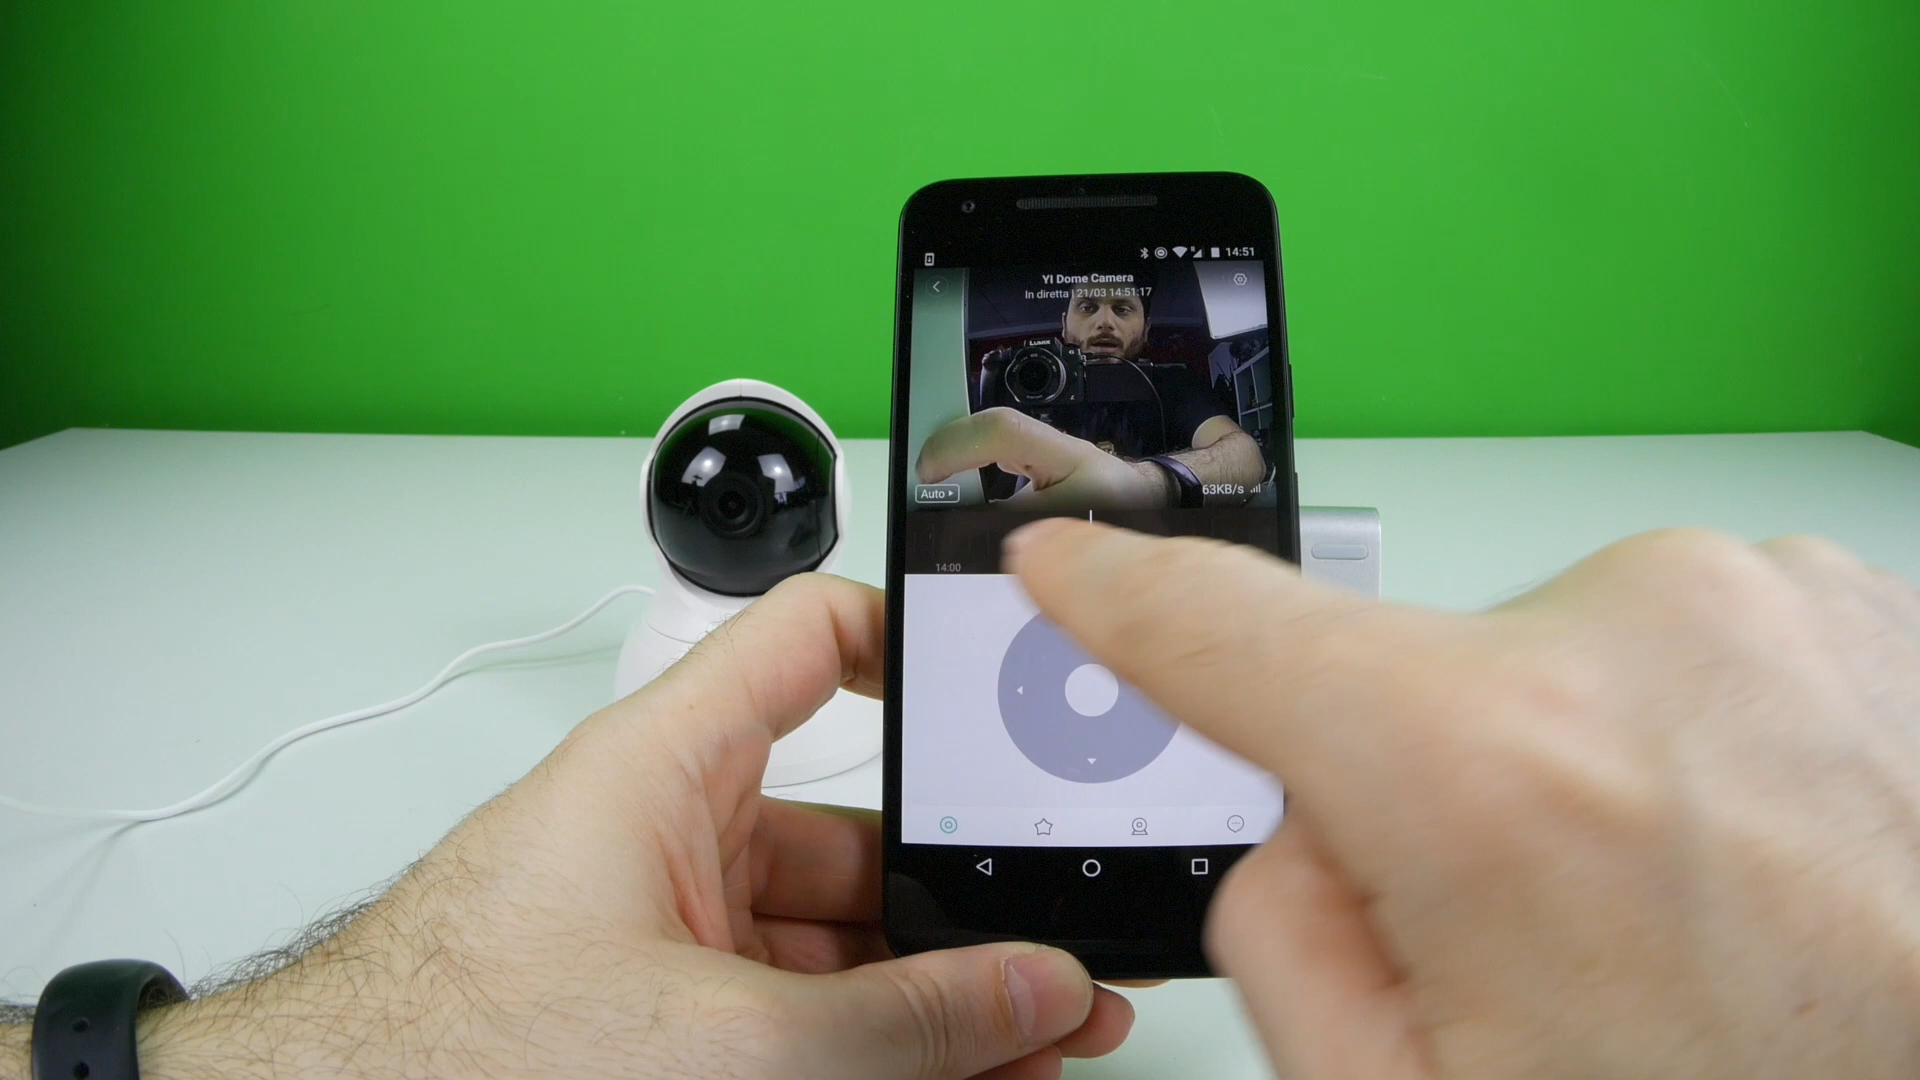 14:51
YI Dome Camera
In diretta | 21/03 14:51:17
LUMIX
G
Auto
63KB/s
14:00